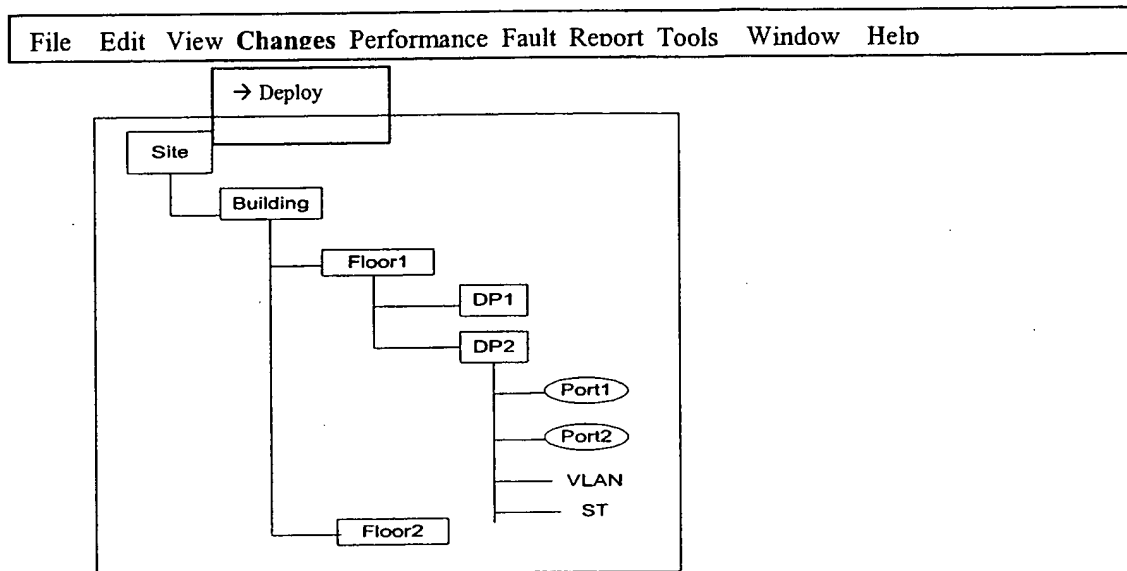 File Edit View Changes Performance Fault Report Tools Window Help
→ Deploy
Site
Building
Floor1
DP1
DP2
Port1
Port2
VLAN
ST
Floor2